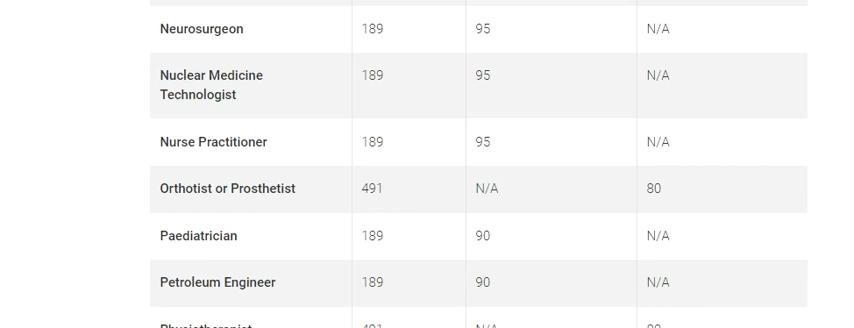 Neurosurgeon 189 95 N/A
Nuclear Medicine 189 95 N/A
Technologist
Nurse Practitioner 189 95 N/A
Orthotist or Prosthetist 491 N/A 80
Paediatrician 189 90 N/A
Petroleum Engineer 189 90 N/A
Physiotherapist 491 N/A